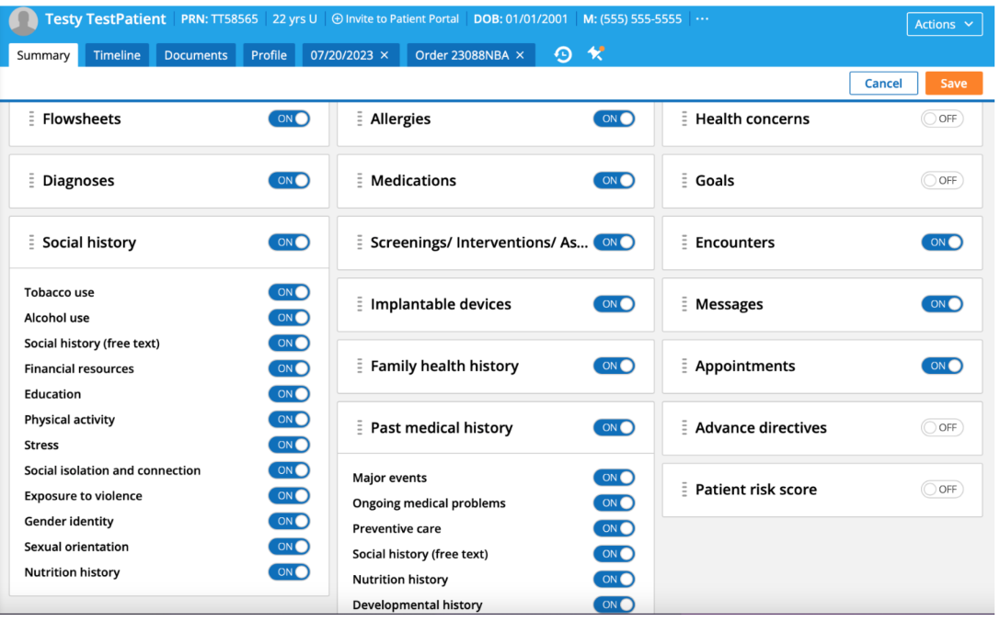 Testy TestPatient PRN: TT58565 22 yrs U Invite to Patient Portal DOB: 01/01/2001 M: (555) 555-5555 ···
Actions
Summary Timeline Documents Profile 07/20/2023 × Order 23088NBA ×
Cancel Save
Flowsheets ON
Diagnoses ON
Social history ON
Tobacco use ON
Alcohol use ON
Social history (free text) ON
Financial resources ON
Education ON
Physical activity ON
Stress ON
Social isolation and connection ON
Exposure to violence ON
Gender identity ON
Sexual orientation ON
Nutrition history ON
Allergies ON
Medications ON
Screenings/ Interventions/ As... ON
Implantable devices ON
Family health history ON
Past medical history ON
Major events ON
Ongoing medical problems ON
Preventive care ON
Social history (free text) ON
Nutrition history ON
Developmental history ON
Health concerns OFF
Goals OFF
Encounters ON
Messages ON
Appointments ON
Advance directives OFF
Patient risk score OFF